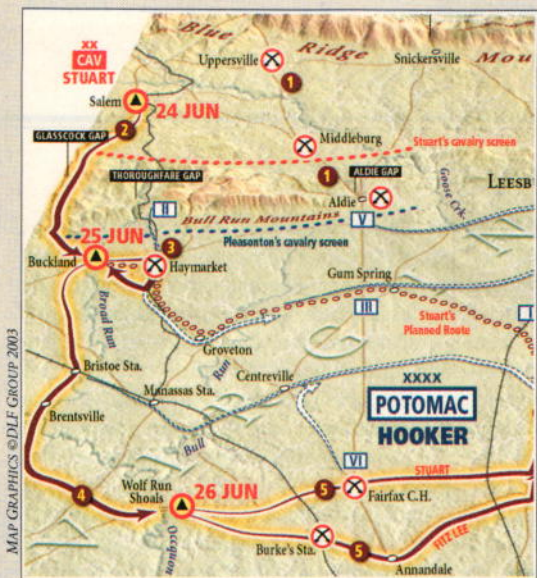 Blue Ridge Mou
xx
CAV
STUART
Uppersville
Snickersville
1
Salem
24 JUN
2
GLASSCOCK GAP
Middleburg
Stuart's cavalry screen
THOROUGHFARE GAP
1
ALDIE GAP
Aldie
Goose Crk.
LEESB
II
V
Bull Run Mountains
Pleasonton's cavalry screen
25 JUN
3
Buckland
Haymarket
Gum Spring
Broad Run
III
I
Stuart's
Planned Route
Groveton
Bristoe Sta.
Centreville
Manassas Sta.
Bull Run
XXXX
POTOMAC
HOOKER
Brentsville
VI
STUART
Wolf Run
Shoals
26 JUN
5
Fairfax C.H.
4
Occoquon
FITZ LEE
Burke's Sta.
5
Annandale
MAP GRAPHICS ©DLF GROUP 2003